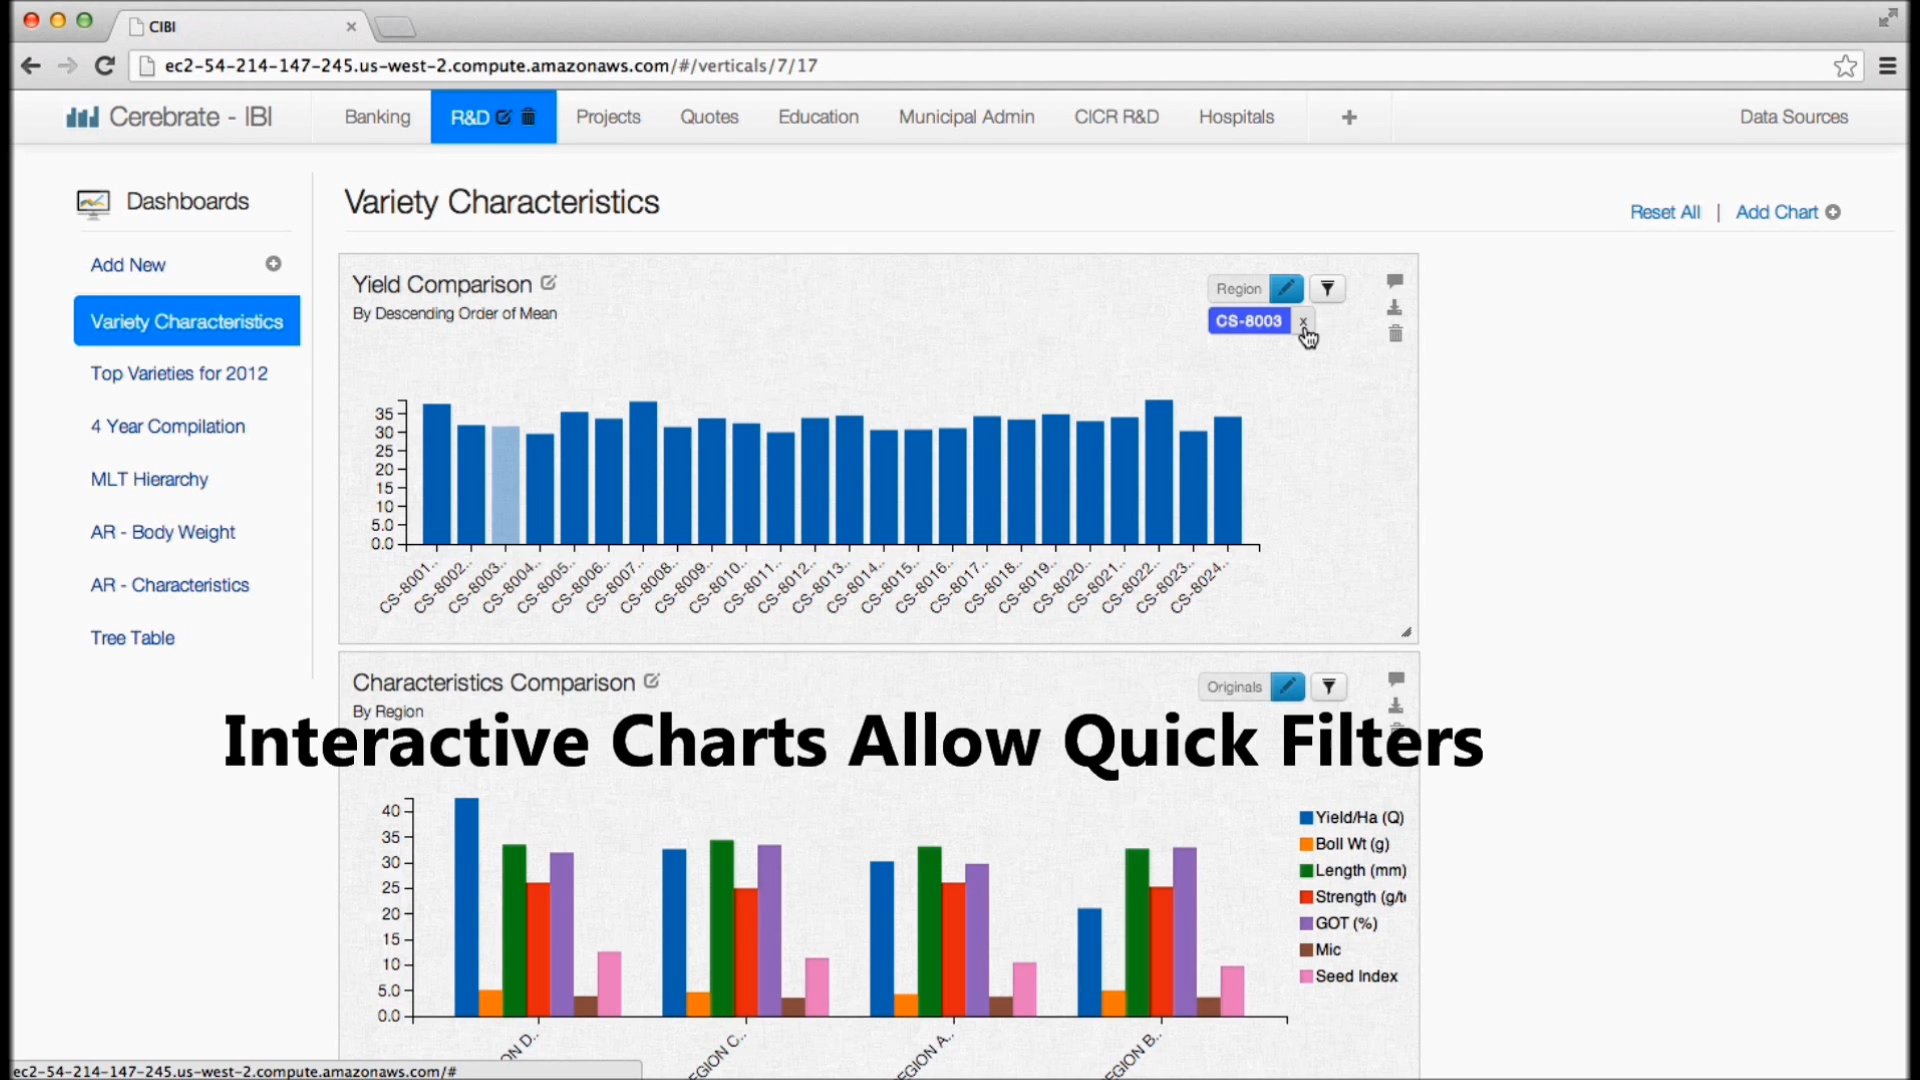 CIBI
ec2-54-214-147-245.us-west-2.compute.amazonaws.com/#/verticals/7/17
Cerebrate - IBI
Banking
R&D
Projects
Quotes
Education
Municipal Admin
CICR R&D
Hospitals
+
Data Sources
Dashboards
Add New
Variety Characteristics
Top Varieties for 2012
4 Year Compilation
MLT Hierarchy
AR - Body Weight
AR - Characteristics
Tree Table
Variety Characteristics
Reset All | Add Chart
Yield Comparison
By Descending Order of Mean
Region
CS-8003 x
35
30
25
20
15
10
5.0
0.0
CS-8001..
CS-8002..
CS-8003..
CS-8004..
CS-8005..
CS-8006..
CS-8007..
CS-8008..
CS-8009..
CS-8010..
CS-8011..
CS-8012..
CS-8013..
CS-8014..
CS-8015..
CS-8016..
CS-8017..
CS-8018..
CS-8019..
CS-8020..
CS-8021..
CS-8022..
CS-8023..
CS-8024..
Characteristics Comparison
By Region
Originals
Interactive Charts Allow Quick Filters
40
35
30
25
20
15
10
5.0
0.0
Yield/Ha (Q)
Boll Wt (g)
Length (mm)
Strength (g/t
GOT (%)
Mic
Seed Index
ON D..
EGION C..
EGION A..
EGION B..
ec2-54-214-147-245.us-west-2.compute.amazonaws.com/#